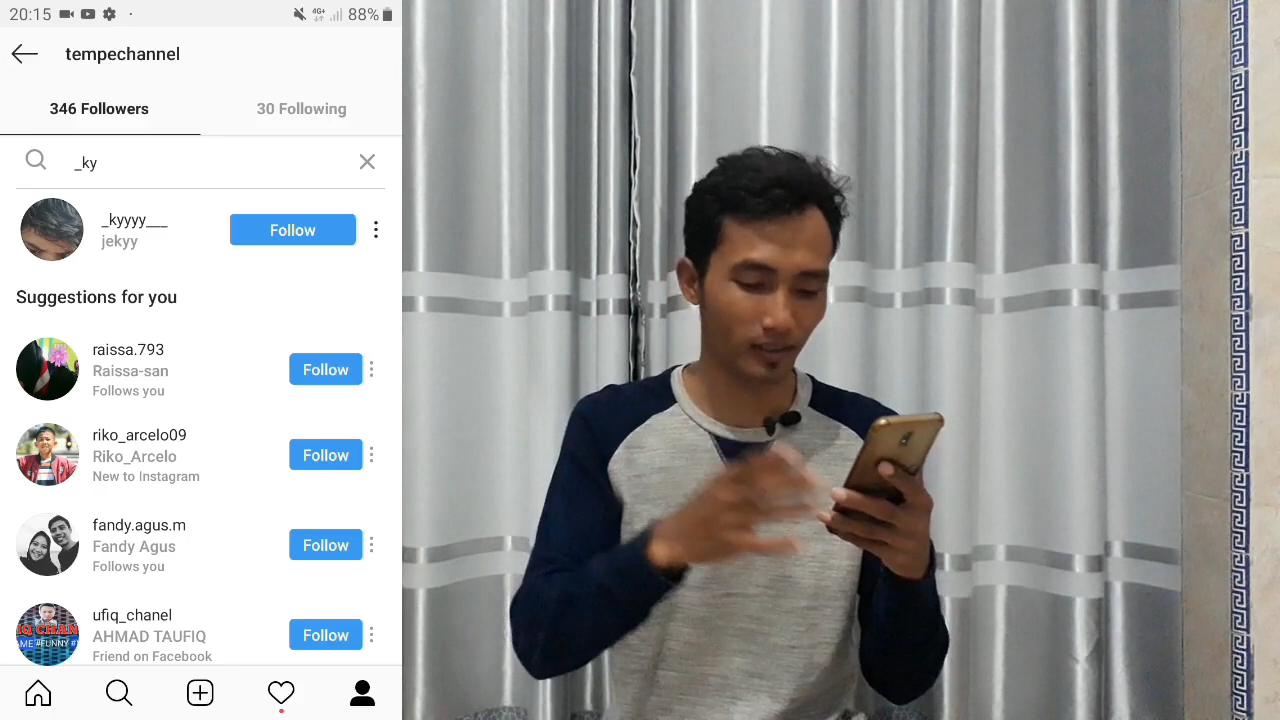 20:15 4G+ 88%
tempechannel
346 Followers 30 Following
_ky
_kyyyy___
jekyy
Follow
Suggestions for you
raissa.793
Raissa-san
Follows you
Follow
riko_arcelo09
Riko_Arcelo
New to Instagram
Follow
fandy.agus.m
Fandy Agus
Follows you
Follow
ufiq_chanel
AHMAD TAUFIQ
Friend on Facebook
Follow